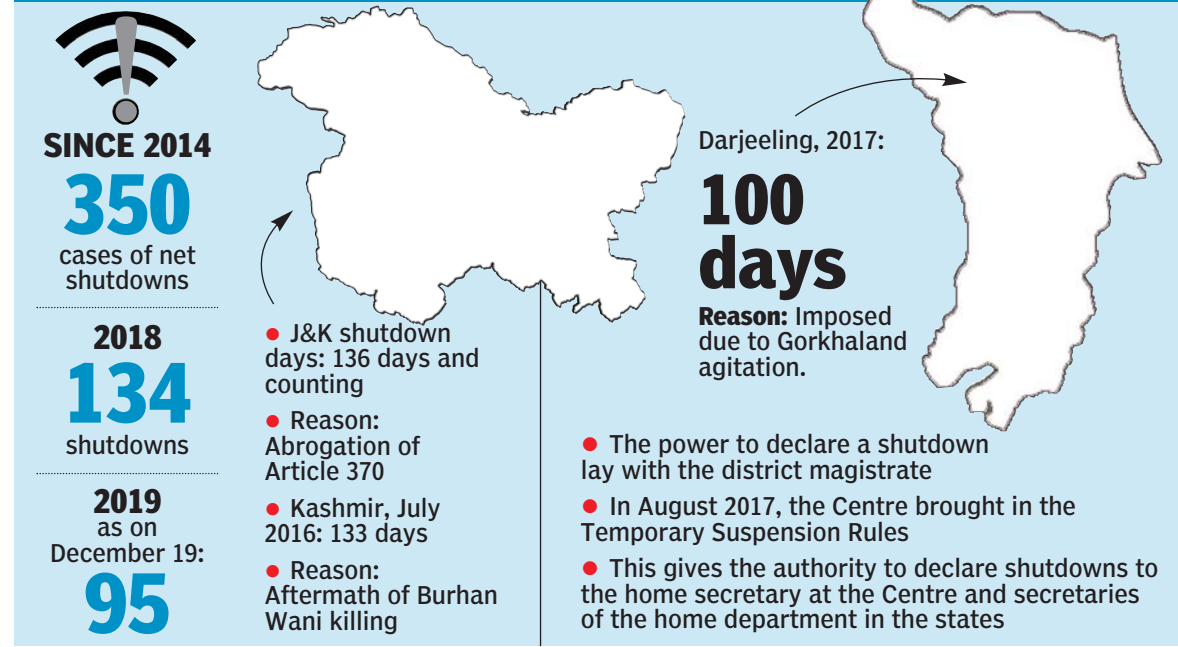 SINCE 2014
350
cases of net
shutdowns
2018
134
shutdowns
2019
as on
December 19:
95
● J&K shutdown
days: 136 days and
counting
● Reason:
Abrogation of
Article 370
● Kashmir, July
2016: 133 days
● Reason:
Aftermath of Burhan
Wani killing
Darjeeling, 2017:
100
days
Reason: Imposed
due to Gorkhaland
agitation.
● The power to declare a shutdown
lay with the district magistrate
● In August 2017, the Centre brought in the
Temporary Suspension Rules
● This gives the authority to declare shutdowns to
the home secretary at the Centre and secretaries
of the home department in the states